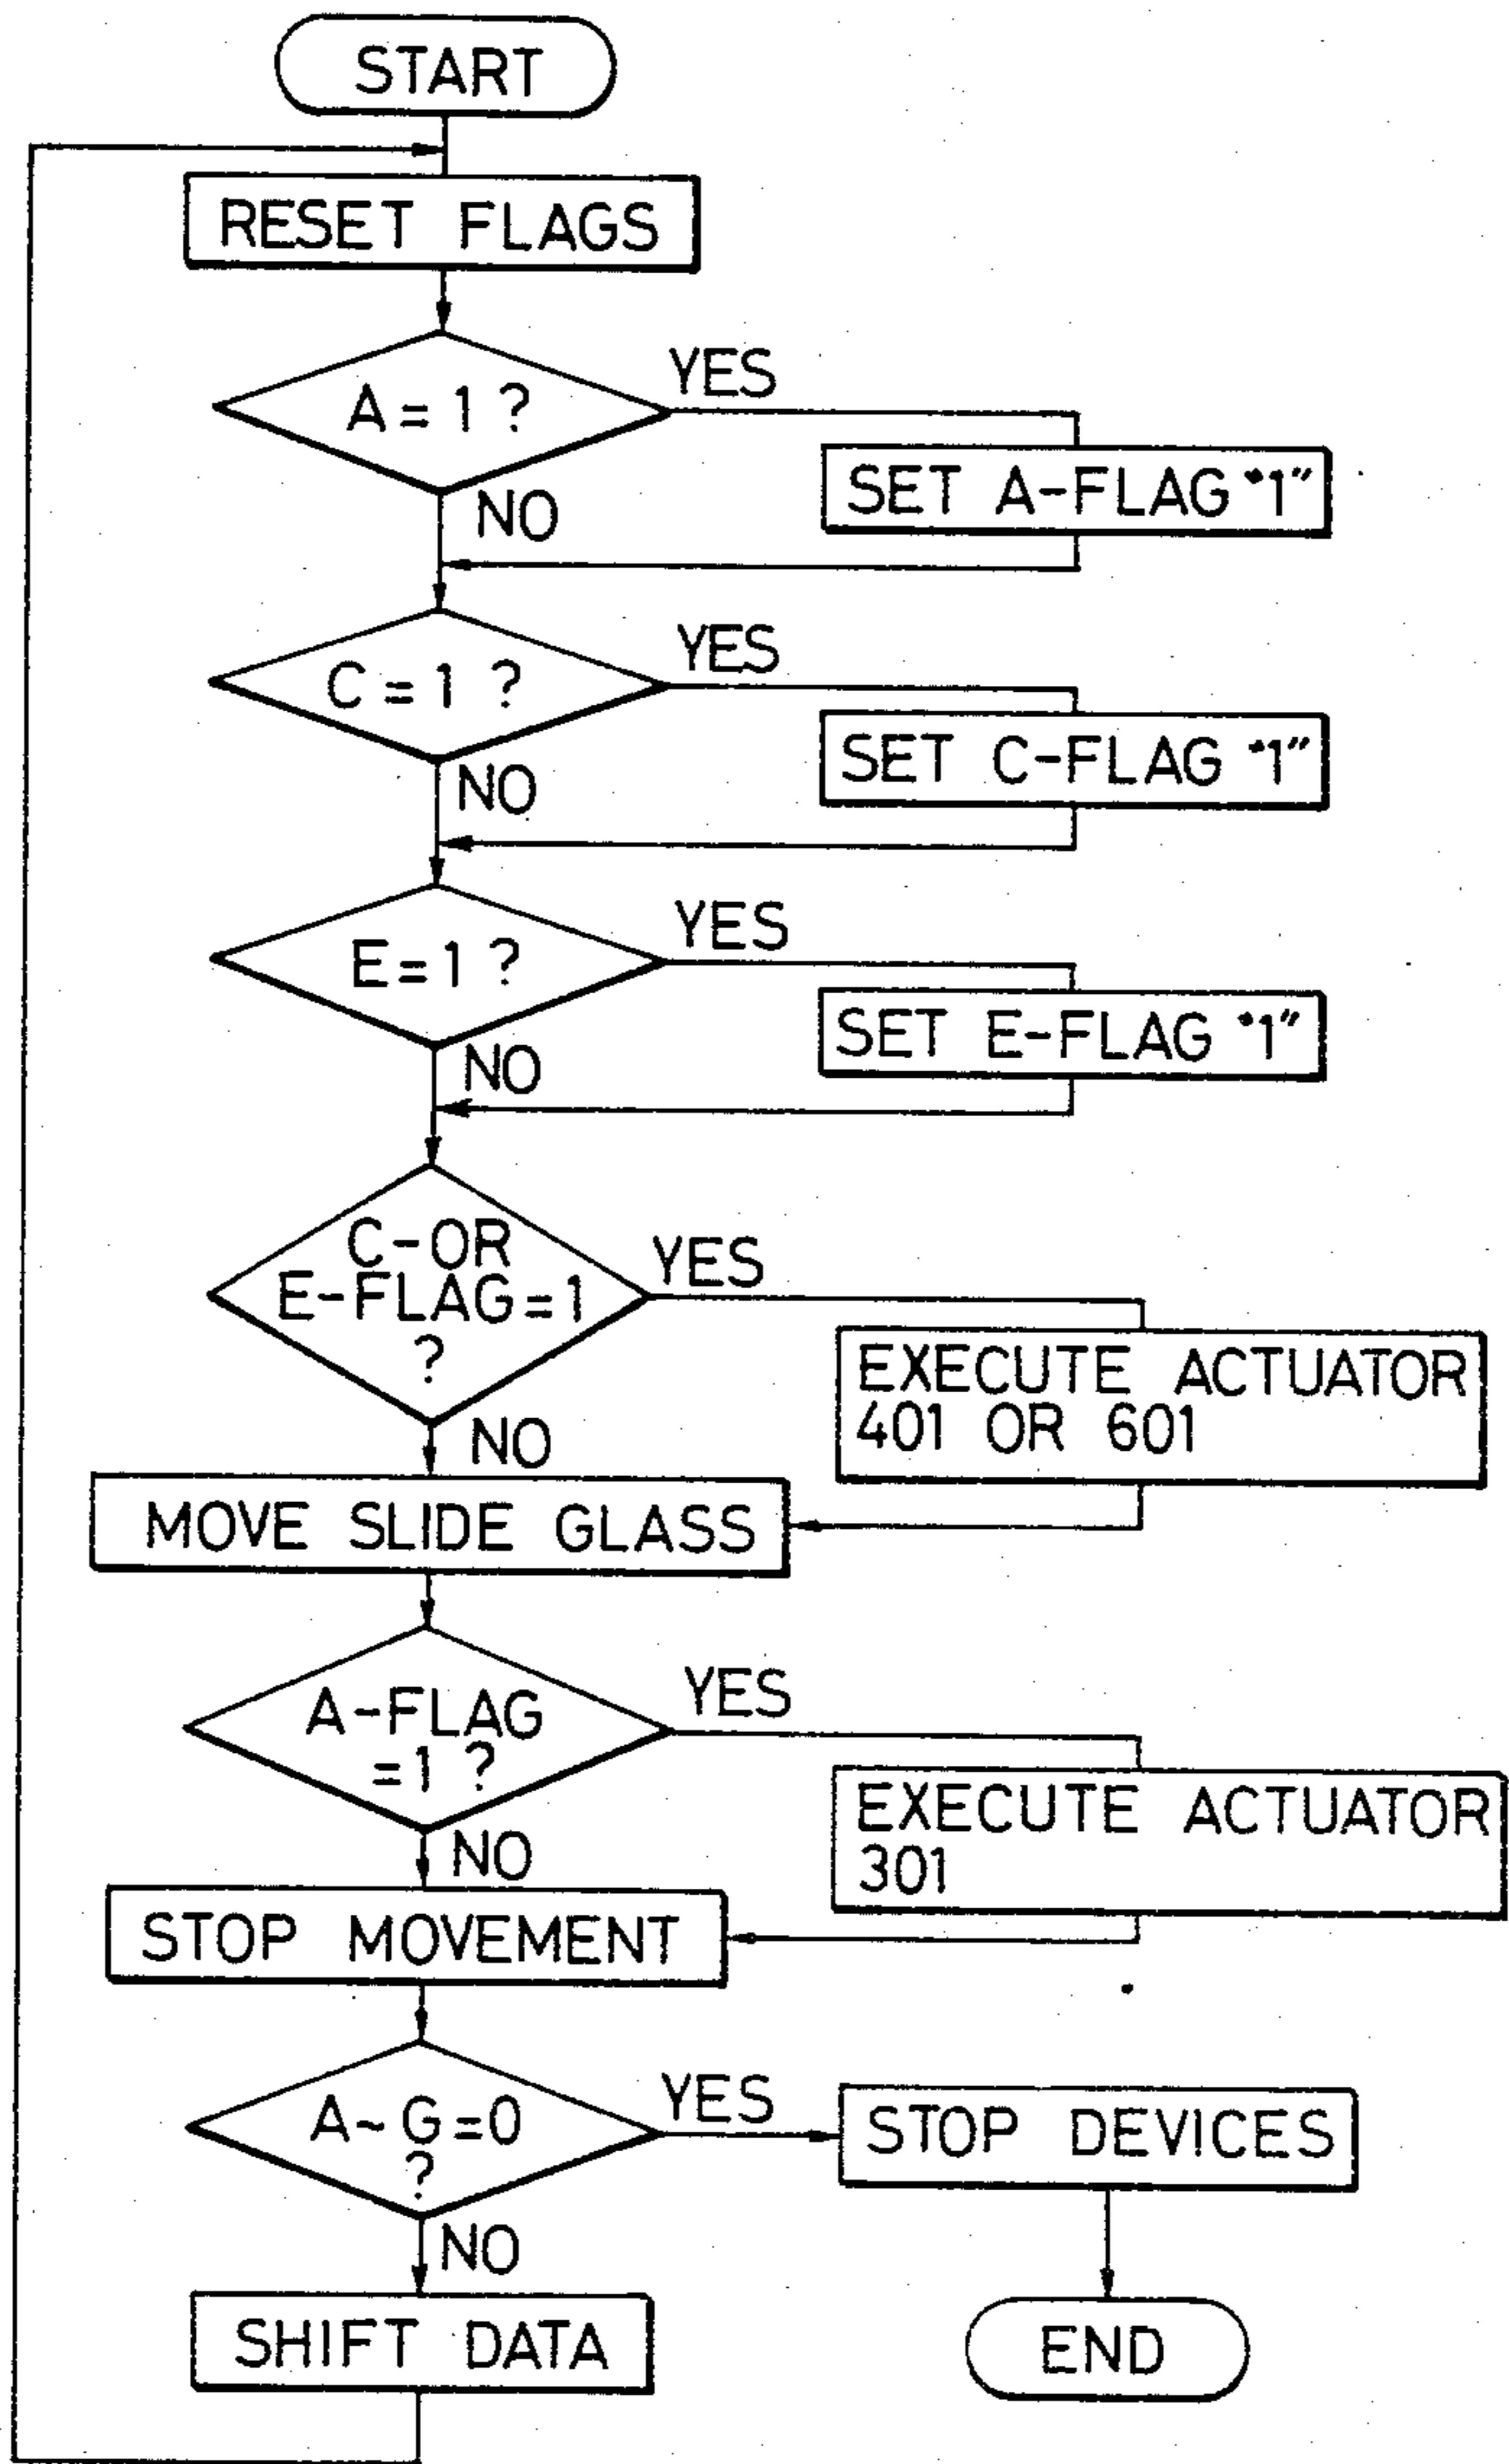 START
RESET FLAGS
A = 1 ?
YES
SET A-FLAG "1"
NO
C = 1 ?
YES
SET C-FLAG "1"
NO
E = 1 ?
YES
SET E-FLAG "1"
NO
C-OR
E-FLAG = 1
?
YES
EXECUTE ACTUATOR
401 OR 601
NO
MOVE SLIDE GLASS
A-FLAG
= 1 ?
YES
EXECUTE ACTUATOR
301
NO
STOP MOVEMENT
A ~ G = 0
?
YES
STOP DEVICES
NO
SHIFT DATA
END